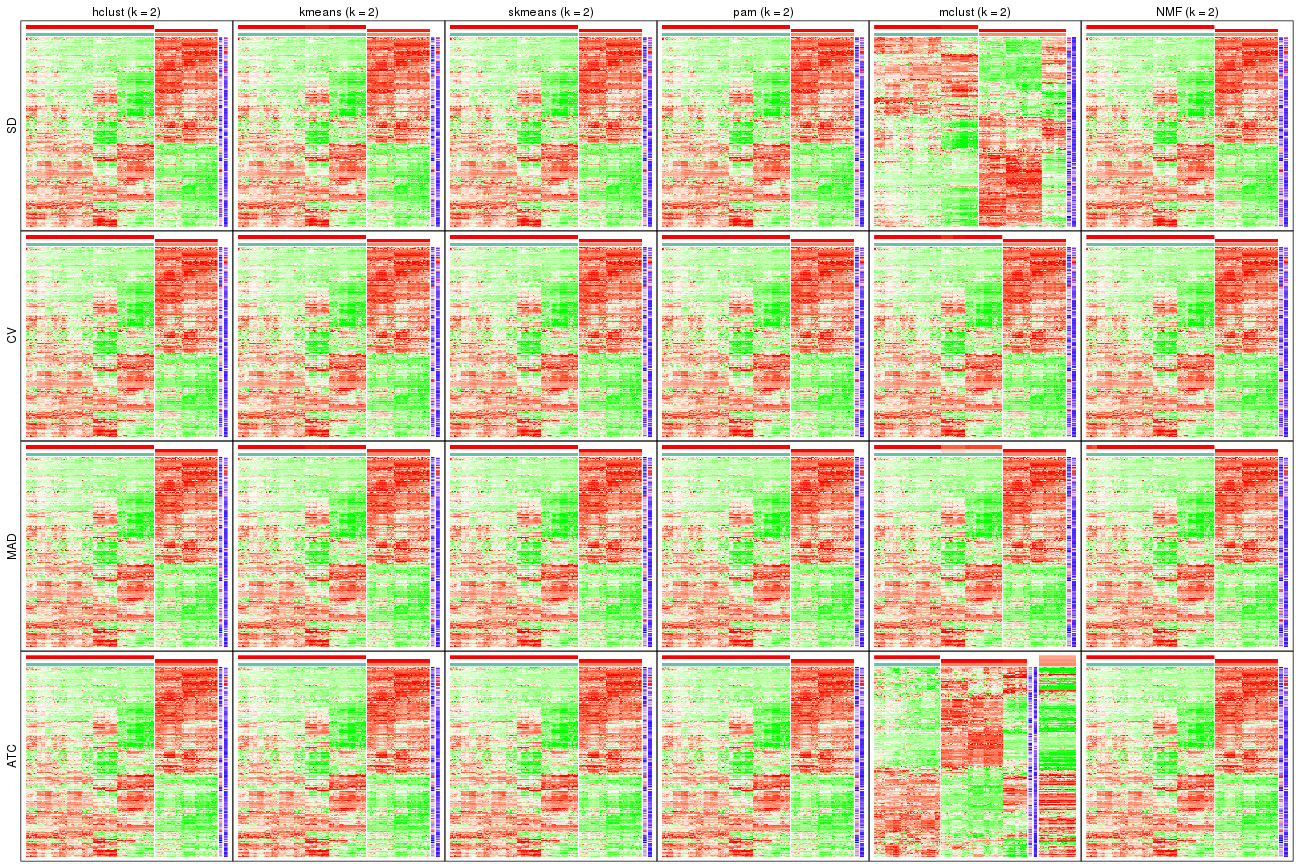 hclust (k = 2) kmeans (k = 2) skmeans (k = 2) pam (k = 2) mclust (k = 2) NMF (k = 2)
SD
CV
MAD
ATC